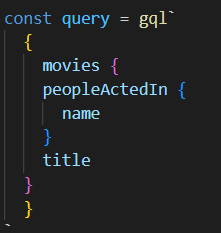 const query = gql`
{
movies {
peopleActedIn {
name
}
title
}
}
`